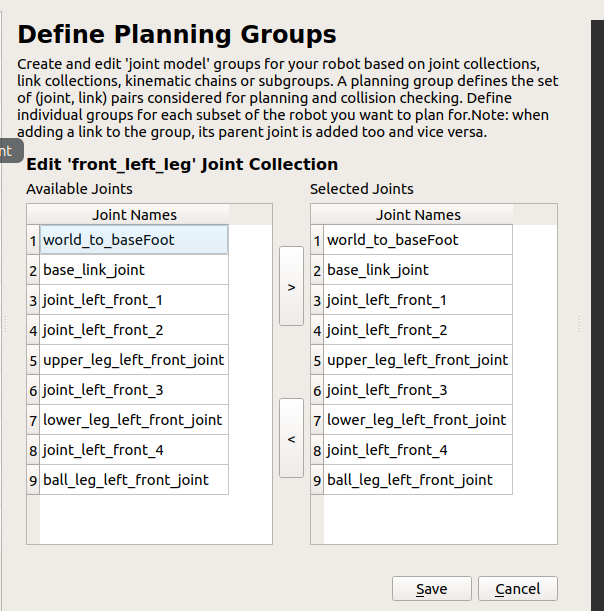 Define Planning Groups
Create and edit 'joint model' groups for your robot based on joint collections,
link collections, kinematic chains or subgroups. A planning group defines the set
of (joint, link) pairs considered for planning and collision checking. Define
individual groups for each subset of the robot you want to plan for.Note: when
adding a link to the group, its parent joint is added too and vice versa.
nt
Edit 'front_left_leg' Joint Collection
Available Joints
Joint Names
1 world_to_baseFoot
2 base_link_joint
3 joint_left_front_1
4 joint_left_front_2
5 upper_leg_left_front_joint
6 joint_left_front_3
7 lower_leg_left_front_joint
8 joint_left_front_4
9 ball_leg_left_front_joint
>
<
Selected Joints
Joint Names
1 world_to_baseFoot
2 base_link_joint
3 joint_left_front_1
4 joint_left_front_2
5 upper_leg_left_front_joint
6 joint_left_front_3
7 lower_leg_left_front_joint
8 joint_left_front_4
9 ball_leg_left_front_joint
Save
Cancel